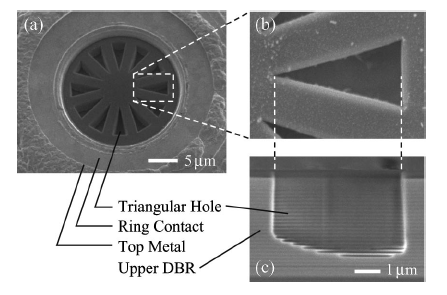 (a)
5 μm
(b)
Triangular Hole
Ring Contact
Top Metal
Upper DBR
(c)
1 μm